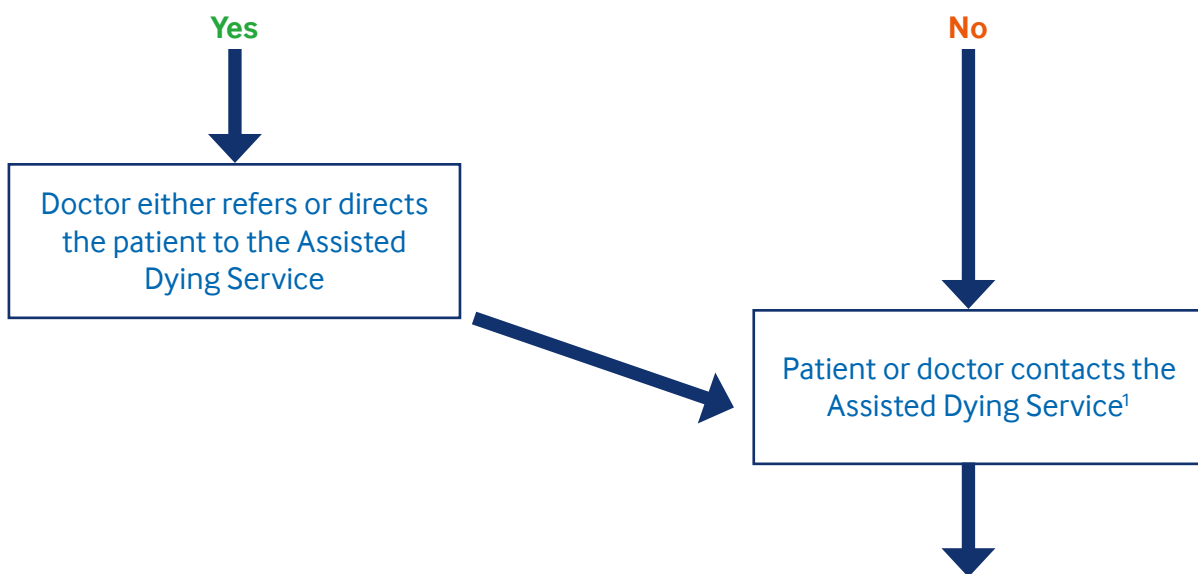 Yes
No
Doctor either refers or directs
the patient to the Assisted
Dying Service
Patient or doctor contacts the
Assisted Dying Service¹